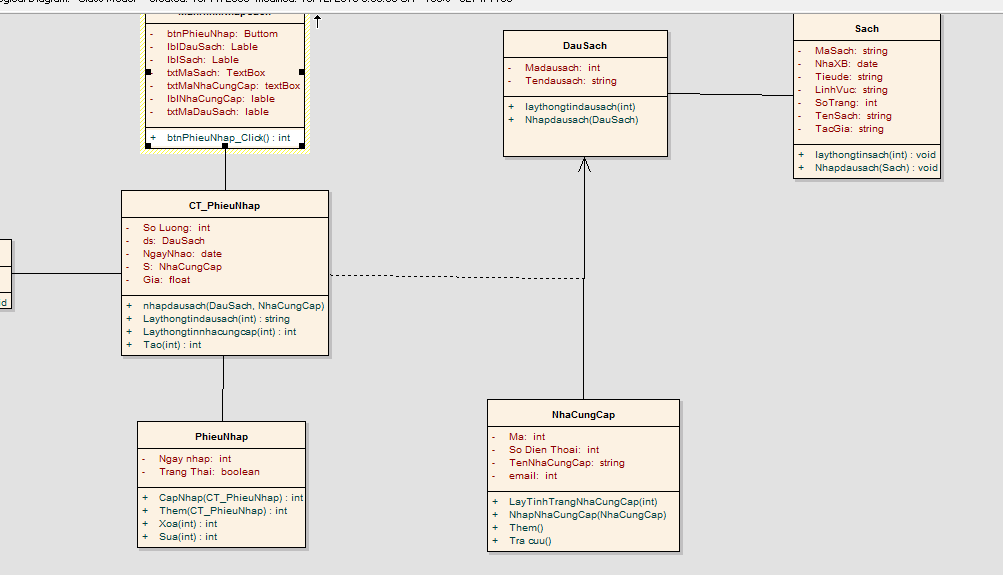 btnPhieuNhap: Buttom
lblDauSach: Lable
lblSach: Lable
txtMaSach: TextBox
txtMaNhaCungCap: textBox
lblNhaCungCap: lable
txtMaDauSach: lable
+ btnPhieuNhap_Click() : int
DauSach
- Madausach: int
- Tendausach: string
+ laythongtindausach(int)
+ Nhapdausach(DauSach)
Sach
- MaSach: string
- NhaXB: date
- Tieude: string
- LinhVuc: string
- SoTrang: int
- TenSach: string
- TacGia: string
+ laythongtinsach(int) : void
+ Nhapdausach(Sach) : void
CT_PhieuNhap
- So Luong: int
- ds: DauSach
- NgayNhao: date
- S: NhaCungCap
- Gia: float
+ nhapdausach(DauSach, NhaCungCap)
+ Laythongtindausach(int) : string
+ Laythongtinnhacungcap(int) : int
+ Tao(int) : int
id
PhieuNhap
- Ngay nhap: int
- Trang Thai: boolean
+ CapNhap(CT_PhieuNhap) : int
+ Them(CT_PhieuNhap) : int
+ Xoa(int) : int
+ Sua(int) : int
NhaCungCap
- Ma: int
- So Dien Thoai: int
- TenNhaCungCap: string
- email: int
+ LayTinhTrangNhaCungCap(int)
+ NhapNhaCungCap(NhaCungCap)
+ Them()
+ Tra cuu()